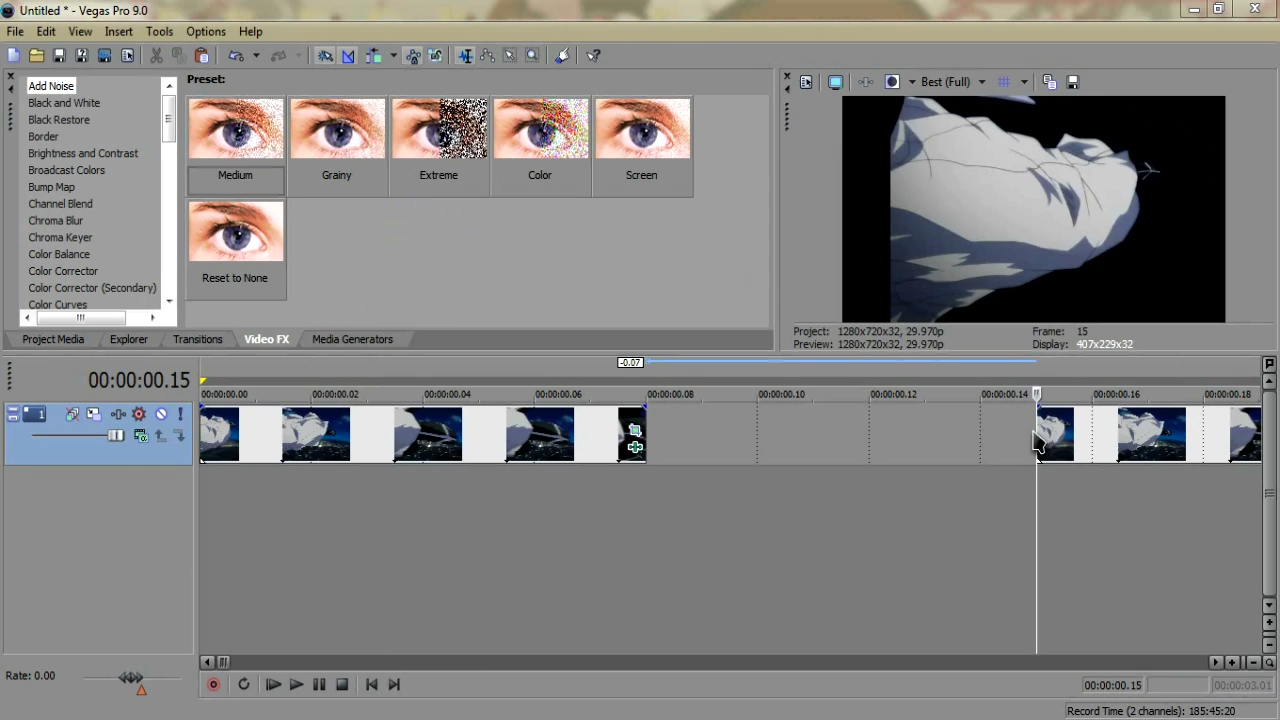 Untitled * - Vegas Pro 9.0
File Edit View Insert Tools Options Help
Add Noise
Black and White
Black Restore
Border
Brightness and Contrast
Broadcast Colors
Bump Map
Channel Blend
Chroma Blur
Chroma Keyer
Color Balance
Color Corrector
Color Corrector (Secondary)
Color Curves
Preset:
Medium Grainy Extreme Color Screen
Reset to None
Best (Full)
Project: 1280x720x32, 29.970p Frame: 15
Preview: 1280x720x32, 29.970p Display: 407x229x32
Project Media Explorer Transitions Video FX Media Generators
-0.07
00:00:00.15
00:00:00.00 00:00:00.02 00:00:00.04 00:00:00.06 00:00:00.08 00:00:00.10 00:00:00.12 00:00:00.14 00:00:00.16 00:00:00.18
1
Rate: 0.00
00:00:00.15 00:00:03.01
Record Time (2 channels): 185:45:20